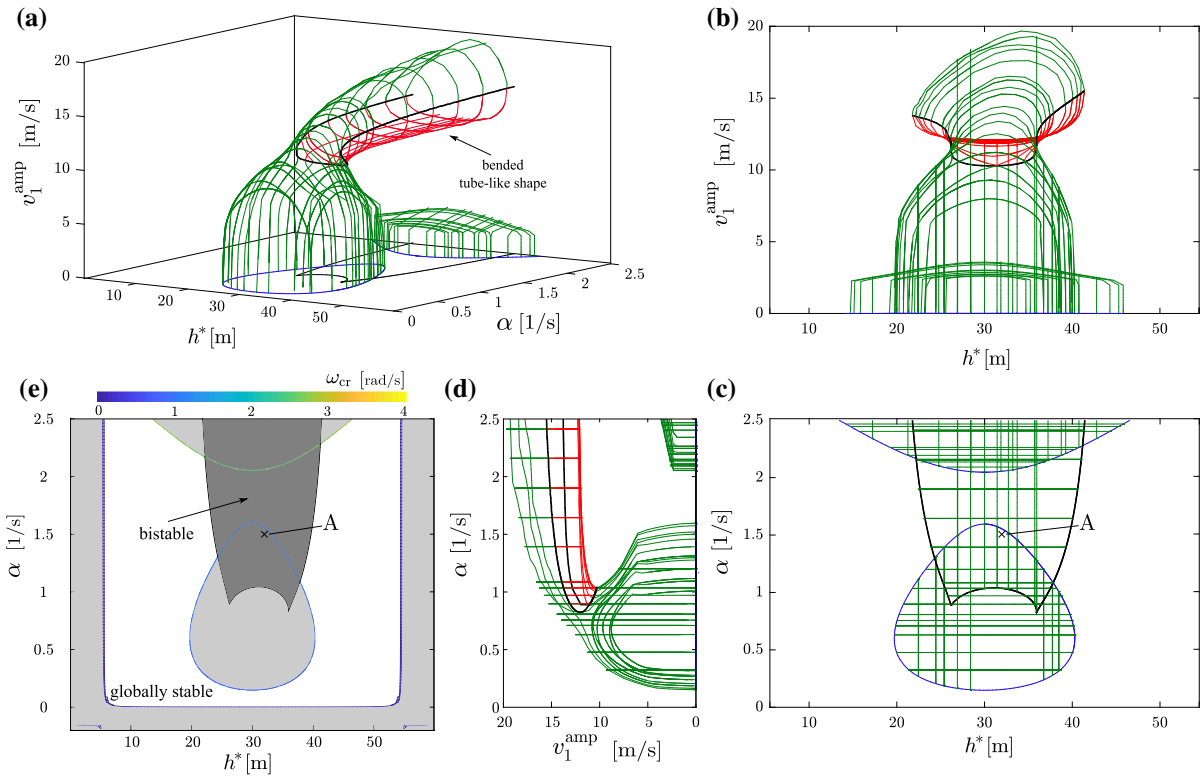 (a)
20
15
10
5
0
v₁ᵃᵐᵖ [m/s]
10
20
30
40
50
h* [m]
0
0.5
1
1.5
2
2.5
α [1/s]
bended
tube-like shape
(b)
20
15
10
5
0
v₁ᵃᵐᵖ [m/s]
10
20
30
40
50
h* [m]
(e)
ω_cr [rad/s]
0
1
2
3
4
2.5
2
1.5
1
0.5
0
α [1/s]
bistable
A
globally stable
0
10
20
30
40
50
h* [m]
(d)
2.5
2
1.5
1
0.5
0
α [1/s]
20
15
10
5
0
v₁ᵃᵐᵖ [m/s]
(c)
2.5
2
1.5
1
0.5
0
α [1/s]
A
10
20
30
40
50
h* [m]